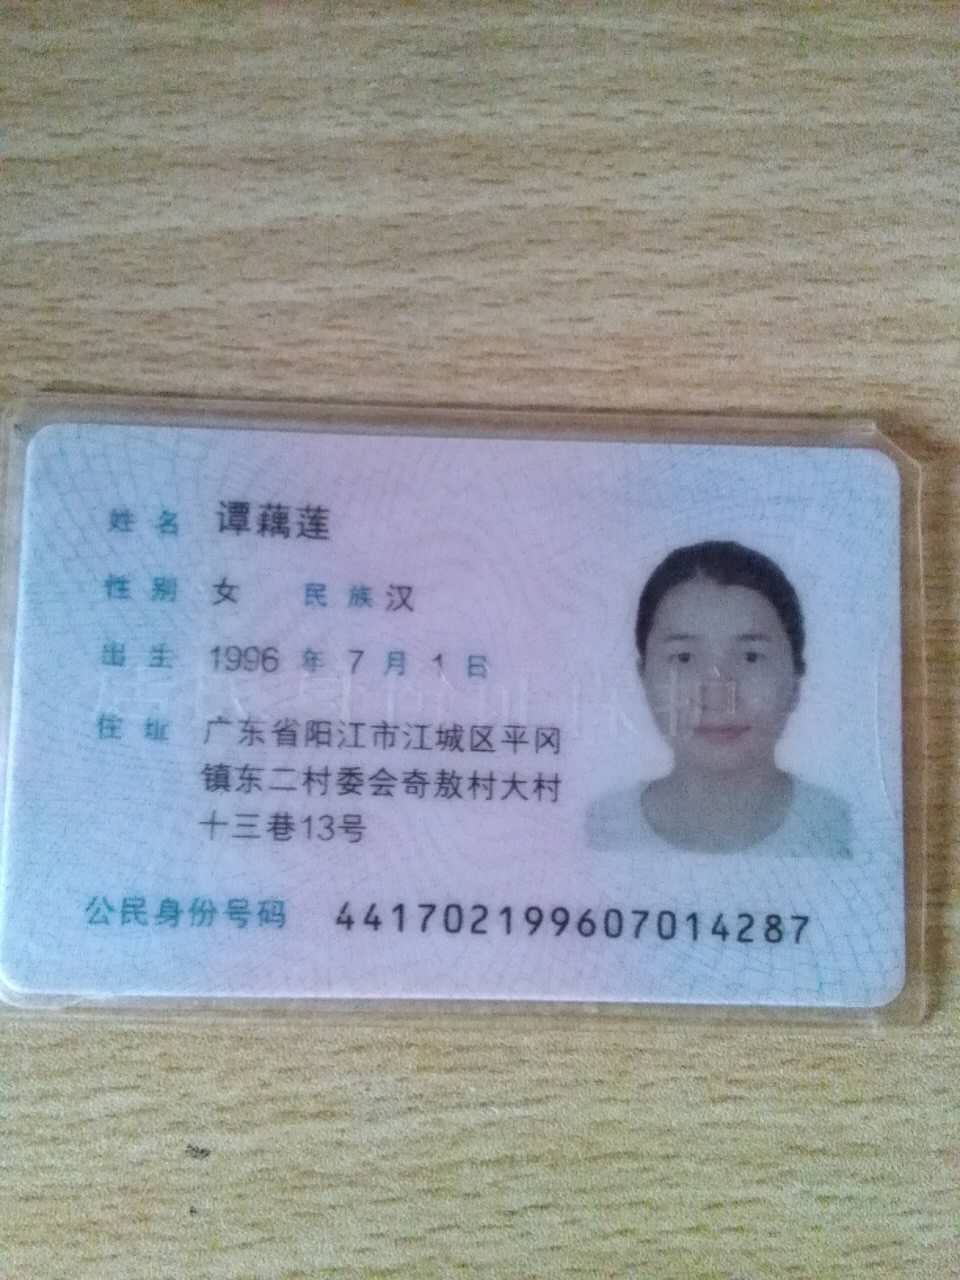 姓名 谭藕莲
性别 女 民族 汉
出生 1996 年 7 月 1 日
住址 广东省阳江市江城区平冈
镇东二村委会奇敖村大村
十三巷13号
公民身份号码 441702199607014287